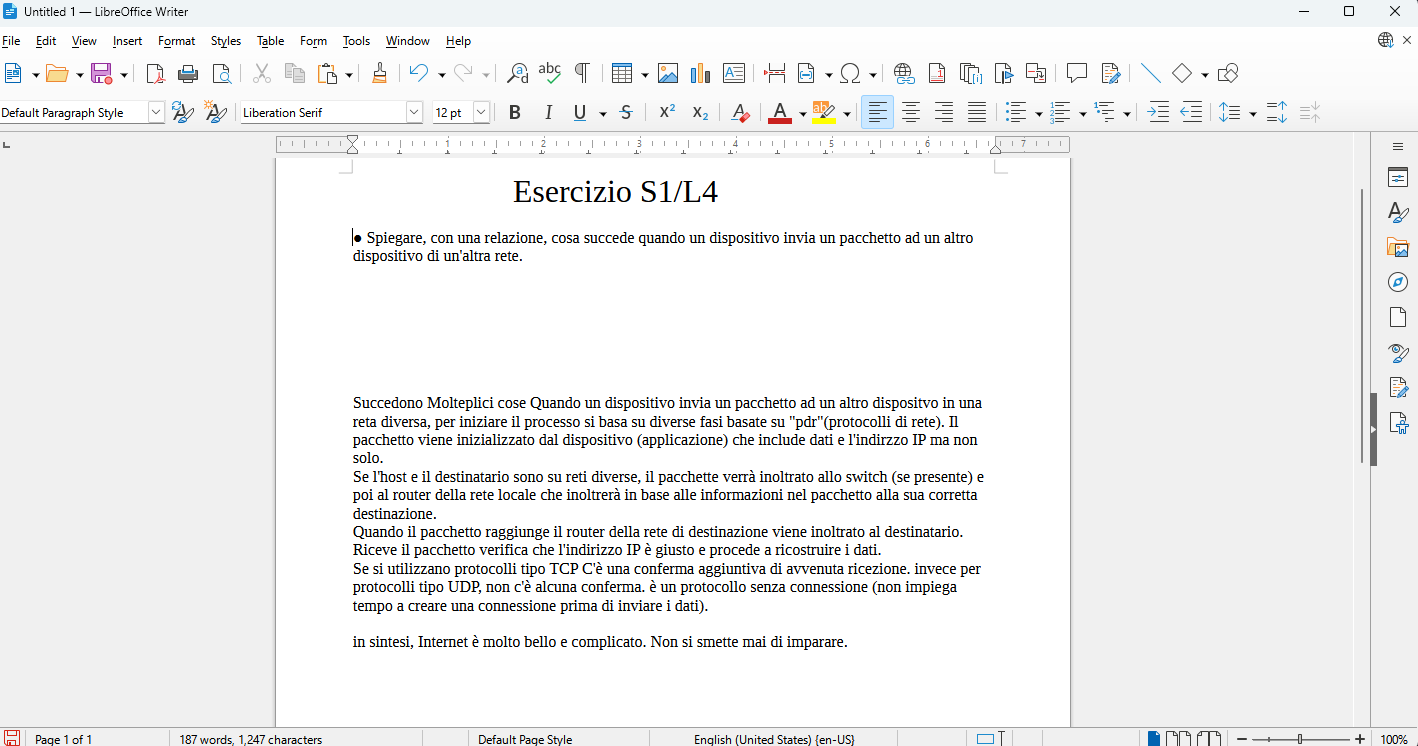 Untitled 1 — LibreOffice Writer
File Edit View Insert Format Styles Table Form Tools Window Help
Default Paragraph Style Liberation Serif 12 pt
1 2 3 4 5 6 7
Esercizio S1/L4
● Spiegare, con una relazione, cosa succede quando un dispositivo invia un pacchetto ad un altro
dispositivo di un'altra rete.
Succedono Molteplici cose Quando un dispositivo invia un pacchetto ad un altro dispositvo in una
reta diversa, per iniziare il processo si basa su diverse fasi basate su "pdr"(protocolli di rete). Il
pacchetto viene inizializzato dal dispositivo (applicazione) che include dati e l'indirzzo IP ma non
solo.
Se l'host e il destinatario sono su reti diverse, il pacchette verrà inoltrato allo switch (se presente) e
poi al router della rete locale che inoltrerà in base alle informazioni nel pacchetto alla sua corretta
destinazione.
Quando il pacchetto raggiunge il router della rete di destinazione viene inoltrato al destinatario.
Riceve il pacchetto verifica che l'indirizzo IP è giusto e procede a ricostruire i dati.
Se si utilizzano protocolli tipo TCP C'è una conferma aggiuntiva di avvenuta ricezione. invece per
protocolli tipo UDP, non c'è alcuna conferma. è un protocollo senza connessione (non impiega
tempo a creare una connessione prima di inviare i dati).
in sintesi, Internet è molto bello e complicato. Non si smette mai di imparare.
Page 1 of 1 187 words, 1,247 characters Default Page Style English (United States) {en-US} 100%